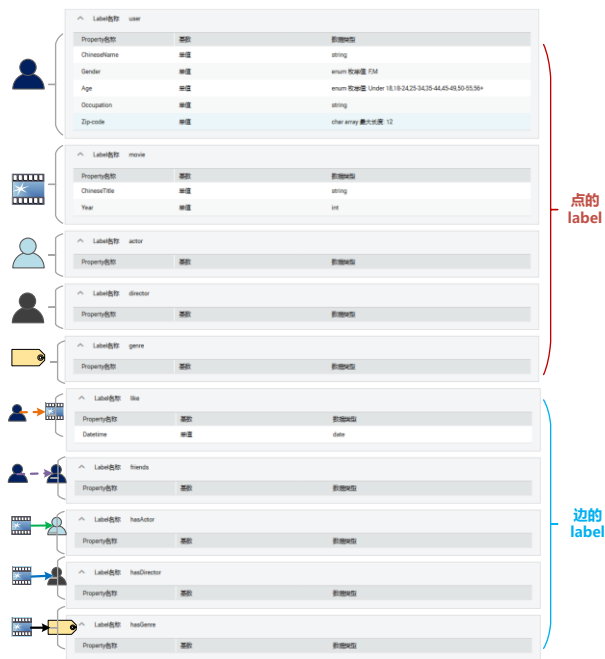 Label名称 user
Property名称 基数 数据类型
ChineseName 单值 string
Gender 单值 enum 枚举值: F,M
Age 单值 enum 枚举值: Under 18,18-24,25-34,35-44,45-49,50-55,56+
Occupation 单值 string
Zip-code 单值 char array 最大长度: 12
Label名称 movie
Property名称 基数 数据类型
ChineseTitle 单值 string
Year 单值 int
点的
label
Label名称 actor
Property名称 基数 数据类型
Label名称 director
Property名称 基数 数据类型
Label名称 genre
Property名称 基数 数据类型
Label名称 like
Property名称 基数 数据类型
Datetime 单值 date
Label名称 friends
Property名称 基数 数据类型
边的
label
Label名称 hasActor
Property名称 基数 数据类型
Label名称 hasDirector
Property名称 基数 数据类型
Label名称 hasGenre
Property名称 基数 数据类型